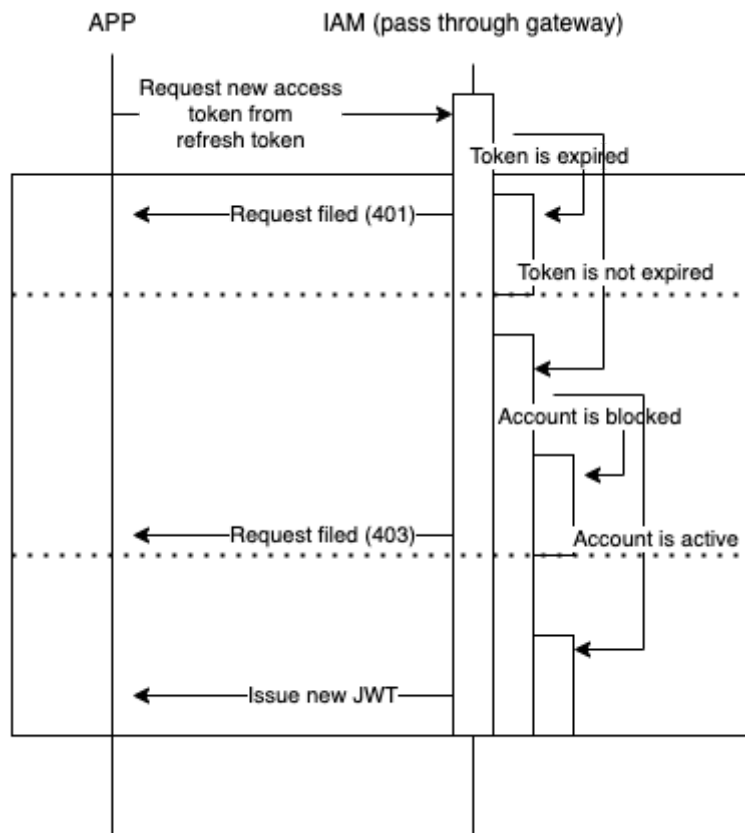 APP
IAM (pass through gateway)
Request new access
token from
refresh token
Token is expired
Request filed (401)
Token is not expired
Account is blocked
Request filed (403)
Account is active
Issue new JWT